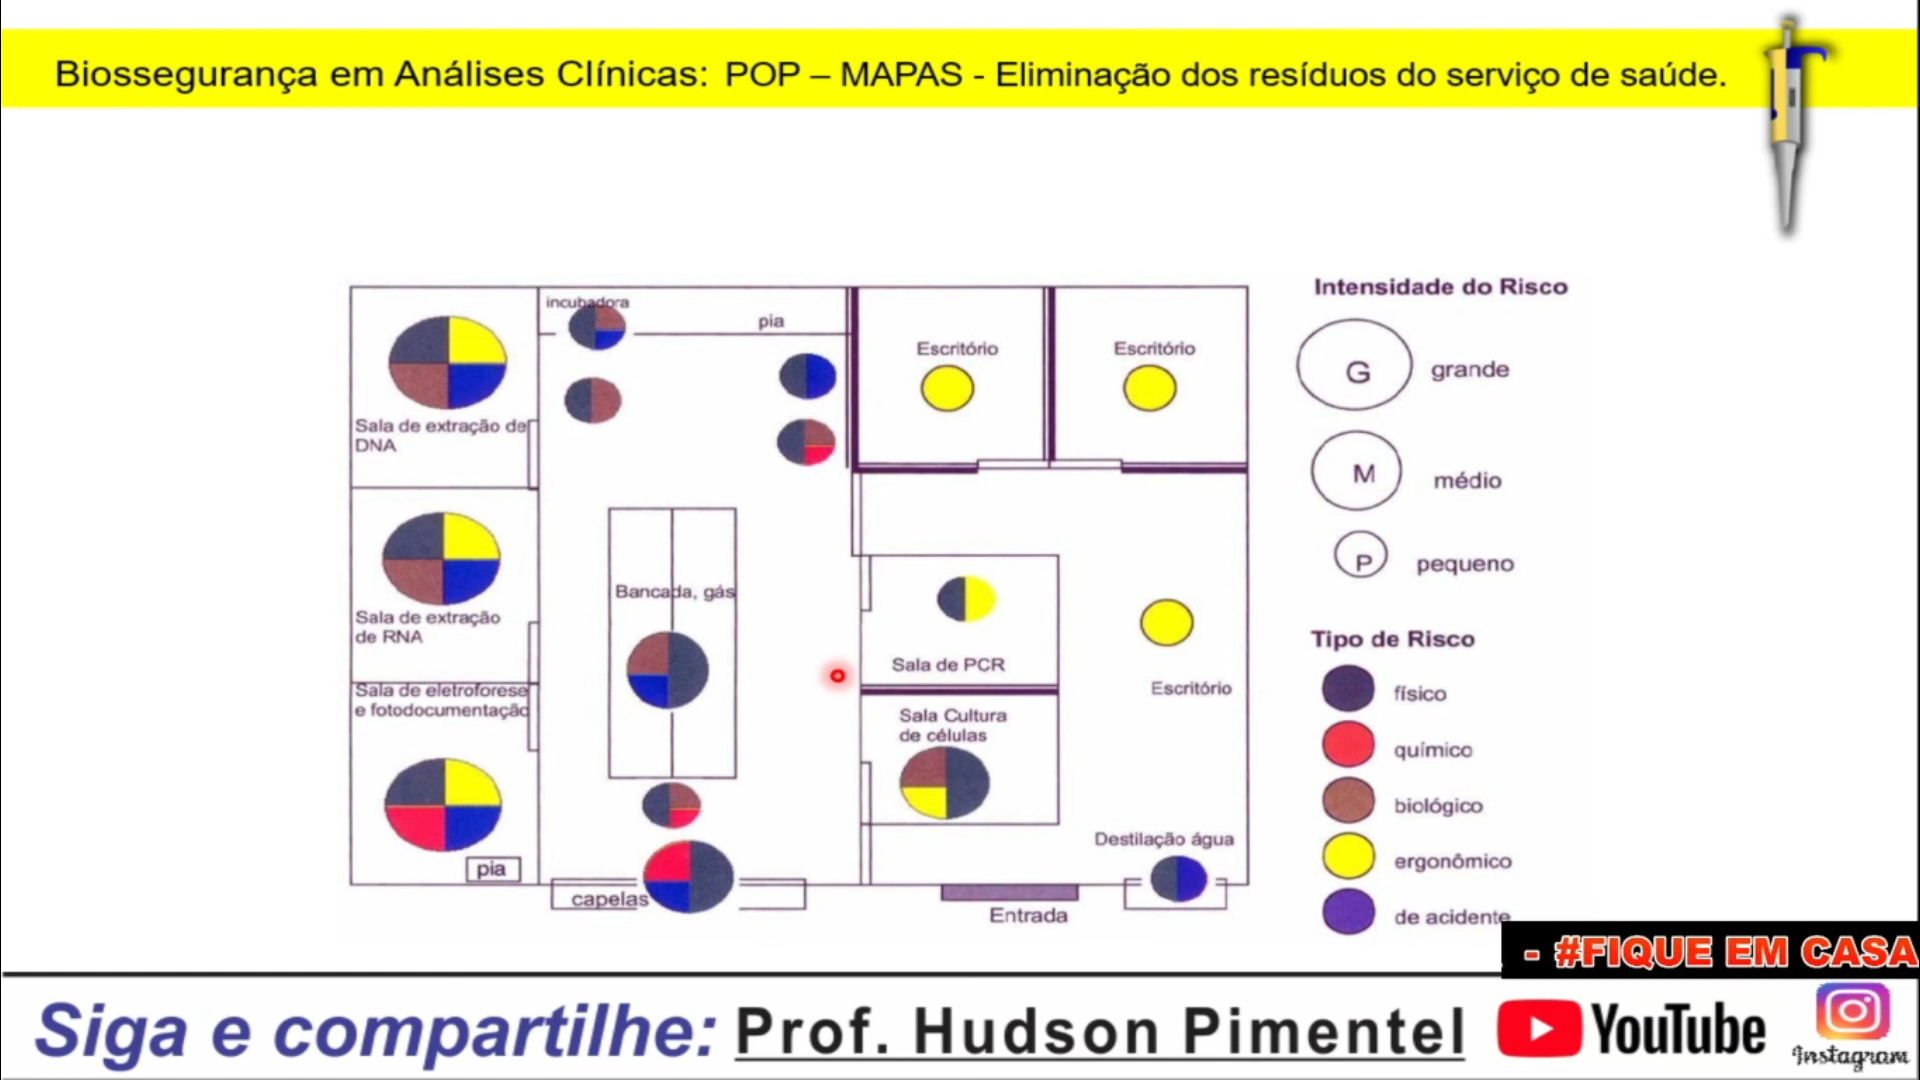 Biossegurança em Análises Clínicas: POP – MAPAS - Eliminação dos resíduos do serviço de saúde.
incubadora
pia
Sala de extração de
DNA
Sala de extração
de RNA
Sala de eletroforese
e fotodocumentação
pia
Bancada, gás
capelas
Escritório
Escritório
Sala de PCR
Sala Cultura
de células
Escritório
Destilação água
Entrada
Intensidade do Risco
G grande
M médio
P pequeno
Tipo de Risco
físico
químico
biológico
ergonômico
de acidente
- #FIQUE EM CASA
Siga e compartilhe: Prof. Hudson Pimentel YouTube
Instagram